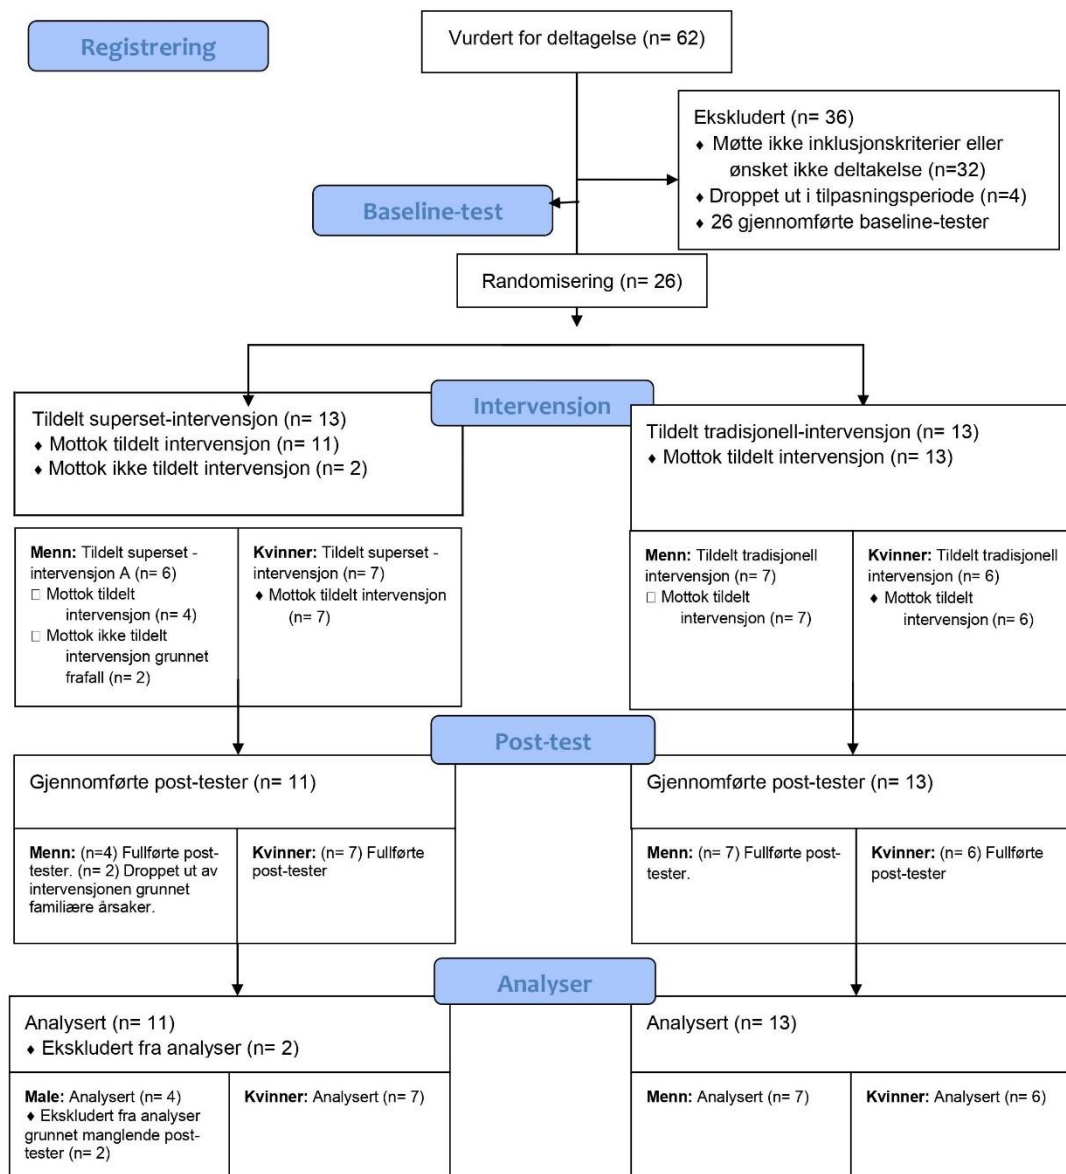 Registrering
Vurdert for deltagelse (n= 62)
Ekskludert (n= 36)
♦ Møtte ikke inklusjonskriterier eller
ønsket ikke deltakelse (n=32)
♦ Droppet ut i tilpasningsperiode (n=4)
♦ 26 gjennomførte baseline-tester
Baseline-test
Randomisering (n= 26)
Intervensjon
Tildelt superset-intervensjon (n= 13)
♦ Mottok tildelt intervensjon (n= 11)
♦ Mottok ikke tildelt intervensjon (n= 2)
Tildelt tradisjonell-intervensjon (n= 13)
♦ Mottok tildelt intervensjon (n= 13)
Menn: Tildelt superset -
intervensjon A (n= 6)
□ Mottok tildelt
intervensjon (n= 4)
□ Mottok ikke tildelt
intervensjon grunnet
frafall (n= 2)
Kvinner: Tildelt superset -
intervensjon (n= 7)
♦ Mottok tildelt intervensjon
(n= 7)
Menn: Tildelt tradisjonell
intervensjon (n= 7)
□ Mottok tildelt
intervensjon (n= 7)
Kvinner: Tildelt tradisjonell
intervensjon (n= 6)
♦ Mottok tildelt
intervensjon (n= 6)
Post-test
Gjennomførte post-tester (n= 11)
Gjennomførte post-tester (n= 13)
Menn: (n=4) Fullførte post-
tester. (n= 2) Droppet ut av
intervensjonen grunnet
familiære årsaker.
Kvinner: (n= 7) Fullførte
post-tester
Menn: (n= 7) Fullførte post-
tester.
Kvinner: (n= 6) Fullførte
post-tester
Analyser
Analysert (n= 11)
♦ Ekskludert fra analyser (n= 2)
Analysert (n= 13)
Male: Analysert (n= 4)
♦ Ekskludert fra analyser
grunnet manglende post-
tester (n= 2)
Kvinner: Analysert (n= 7)
Menn: Analysert (n= 7)
Kvinner: Analysert (n= 6)